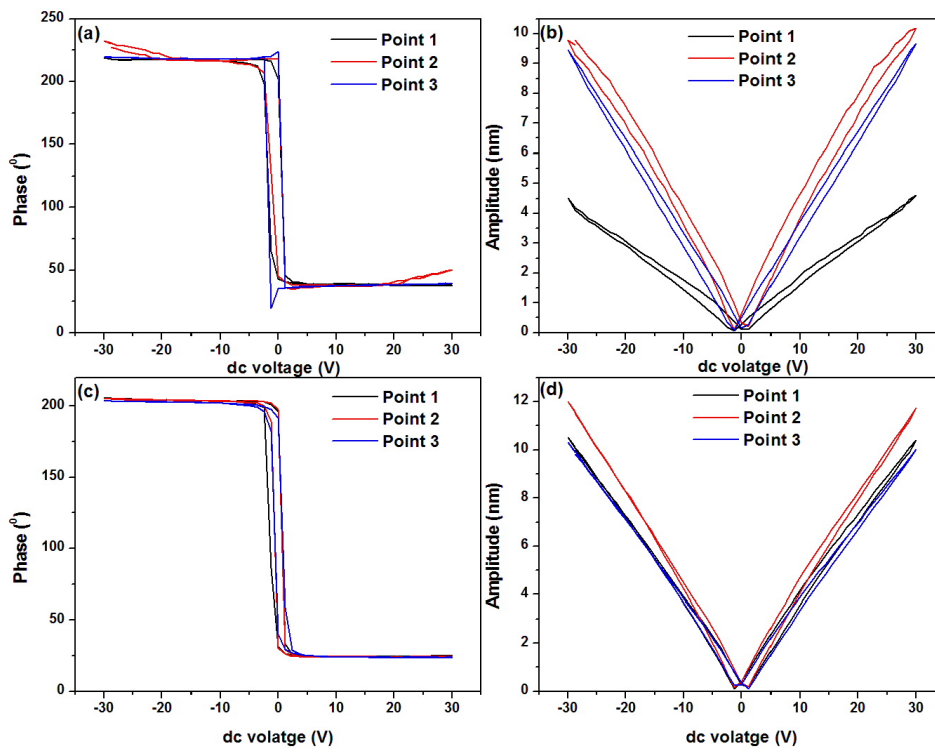 (a)
Point 1
Point 2
Point 3
Phase (⁰)
250
200
150
100
50
0
-30 -20 -10 0 10 20 30
dc voltage (V)
(b)
Point 1
Point 2
Point 3
Amplitude (nm)
10
9
8
7
6
5
4
3
2
1
0
-30 -20 -10 0 10 20 30
dc voltage (V)
(c)
Point 1
Point 2
Point 3
Phase (⁰)
200
150
100
50
0
-30 -20 -10 0 10 20 30
dc volatge (V)
(d)
Point 1
Point 2
Point 3
Amplitude (nm)
12
10
8
6
4
2
0
-30 -20 -10 0 10 20 30
dc volatge (V)